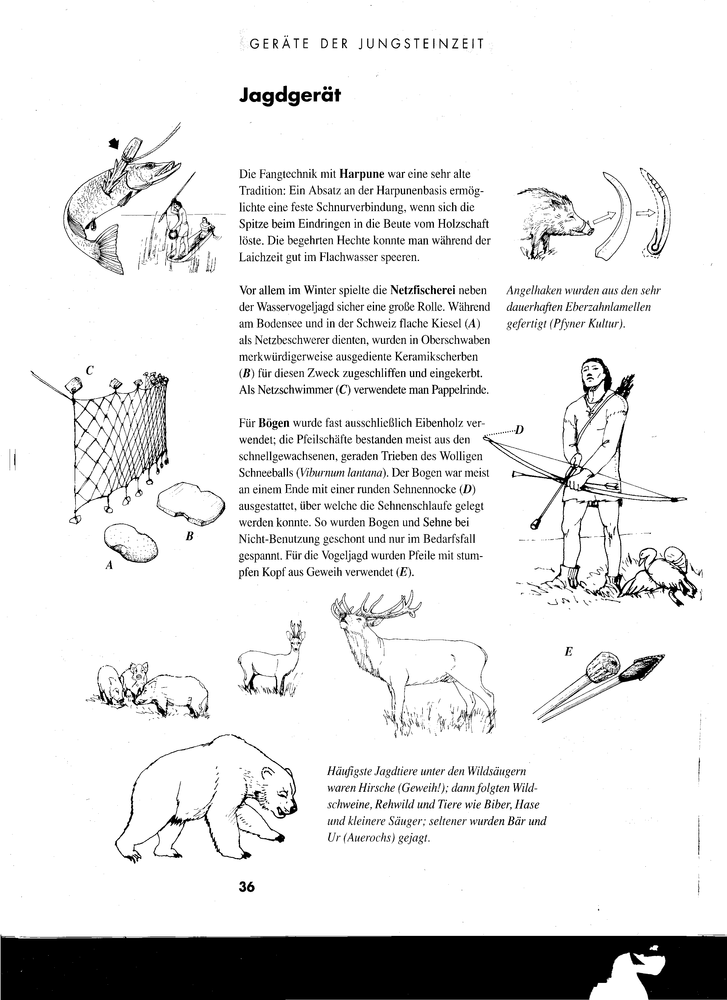 GERÄTE DER JUNGSTEINZEIT
Jagdgerät
Die Fangtechnik mit Harpune war eine sehr alte
Tradition: Ein Absatz an der Harpunenbasis ermög-
lichte eine feste Schnurverbindung, wenn sich die
Spitze beim Eindringen in die Beute vom Holzschaft
löste. Die begehrten Hechte konnte man während der
Laichzeit gut im Flachwasser speeren.
Vor allem im Winter spielte die Netzfischerei neben
der Wasservogeljagd sicher eine große Rolle. Während
am Bodensee und in der Schweiz flache Kiesel (A)
als Netzbeschwerer dienten, wurden in Oberschwaben
merkwürdigerweise ausgediente Keramikscherben
(B) für diesen Zweck zugeschliffen und eingekerbt.
Als Netzschwimmer (C) verwendete man Pappelrinde.
Für Bögen wurde fast ausschließlich Eibenholz ver-
wendet; die Pfeilschäfte bestanden meist aus den
schnellgewachsenen, geraden Trieben des Wolligen
Schneeballs (Viburnum lantana). Der Bogen war meist
an einem Ende mit einer runden Sehnennocke (D)
ausgestattet, über welche die Sehnenschlaufe gelegt
werden konnte. So wurden Bogen und Sehne bei
Nicht-Benutzung geschont und nur im Bedarfsfall
gespannt. Für die Vogeljagd wurden Pfeile mit stum-
pfen Kopf aus Geweih verwendet (E).
Angelhaken wurden aus den sehr
dauerhaften Eberzahnlamellen
gefertigt (Pfyner Kultur).
C
B
A
D
E
Häufigste Jagdtiere unter den Wildsäugern
waren Hirsche (Geweih!); dann folgten Wild-
schweine, Rehwild und Tiere wie Biber, Hase
und kleinere Säuger; seltener wurden Bär und
Ur (Auerochs) gejagt.
36